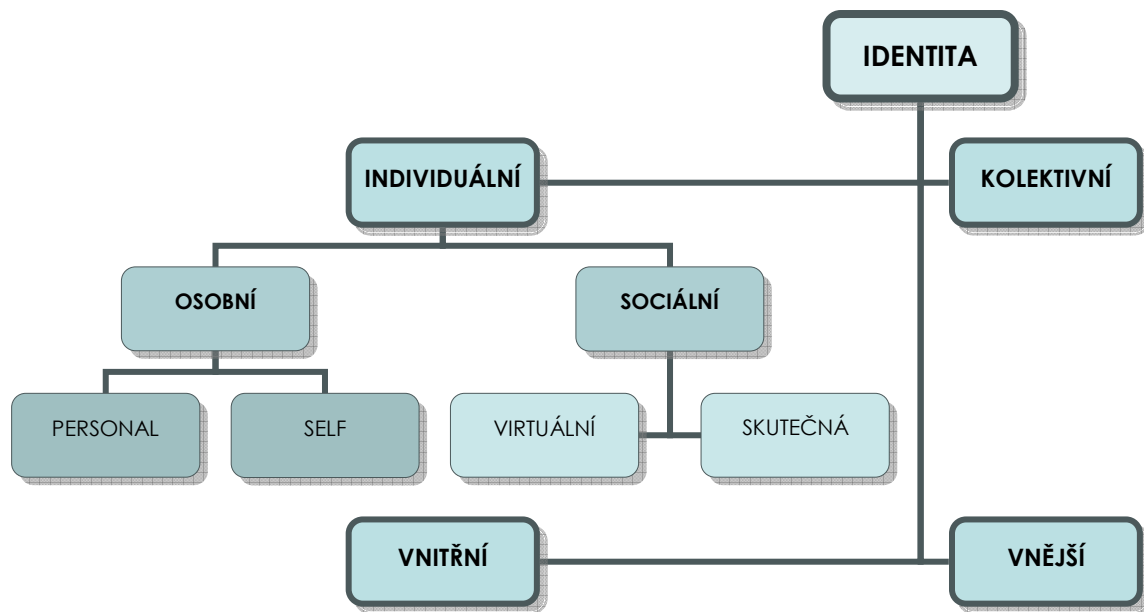 IDENTITA
INDIVIDUÁLNÍ
KOLEKTIVNÍ
OSOBNÍ
SOCIÁLNÍ
PERSONAL
SELF
VIRTUÁLNÍ
SKUTEČNÁ
VNITŘNÍ
VNĚJŠÍ